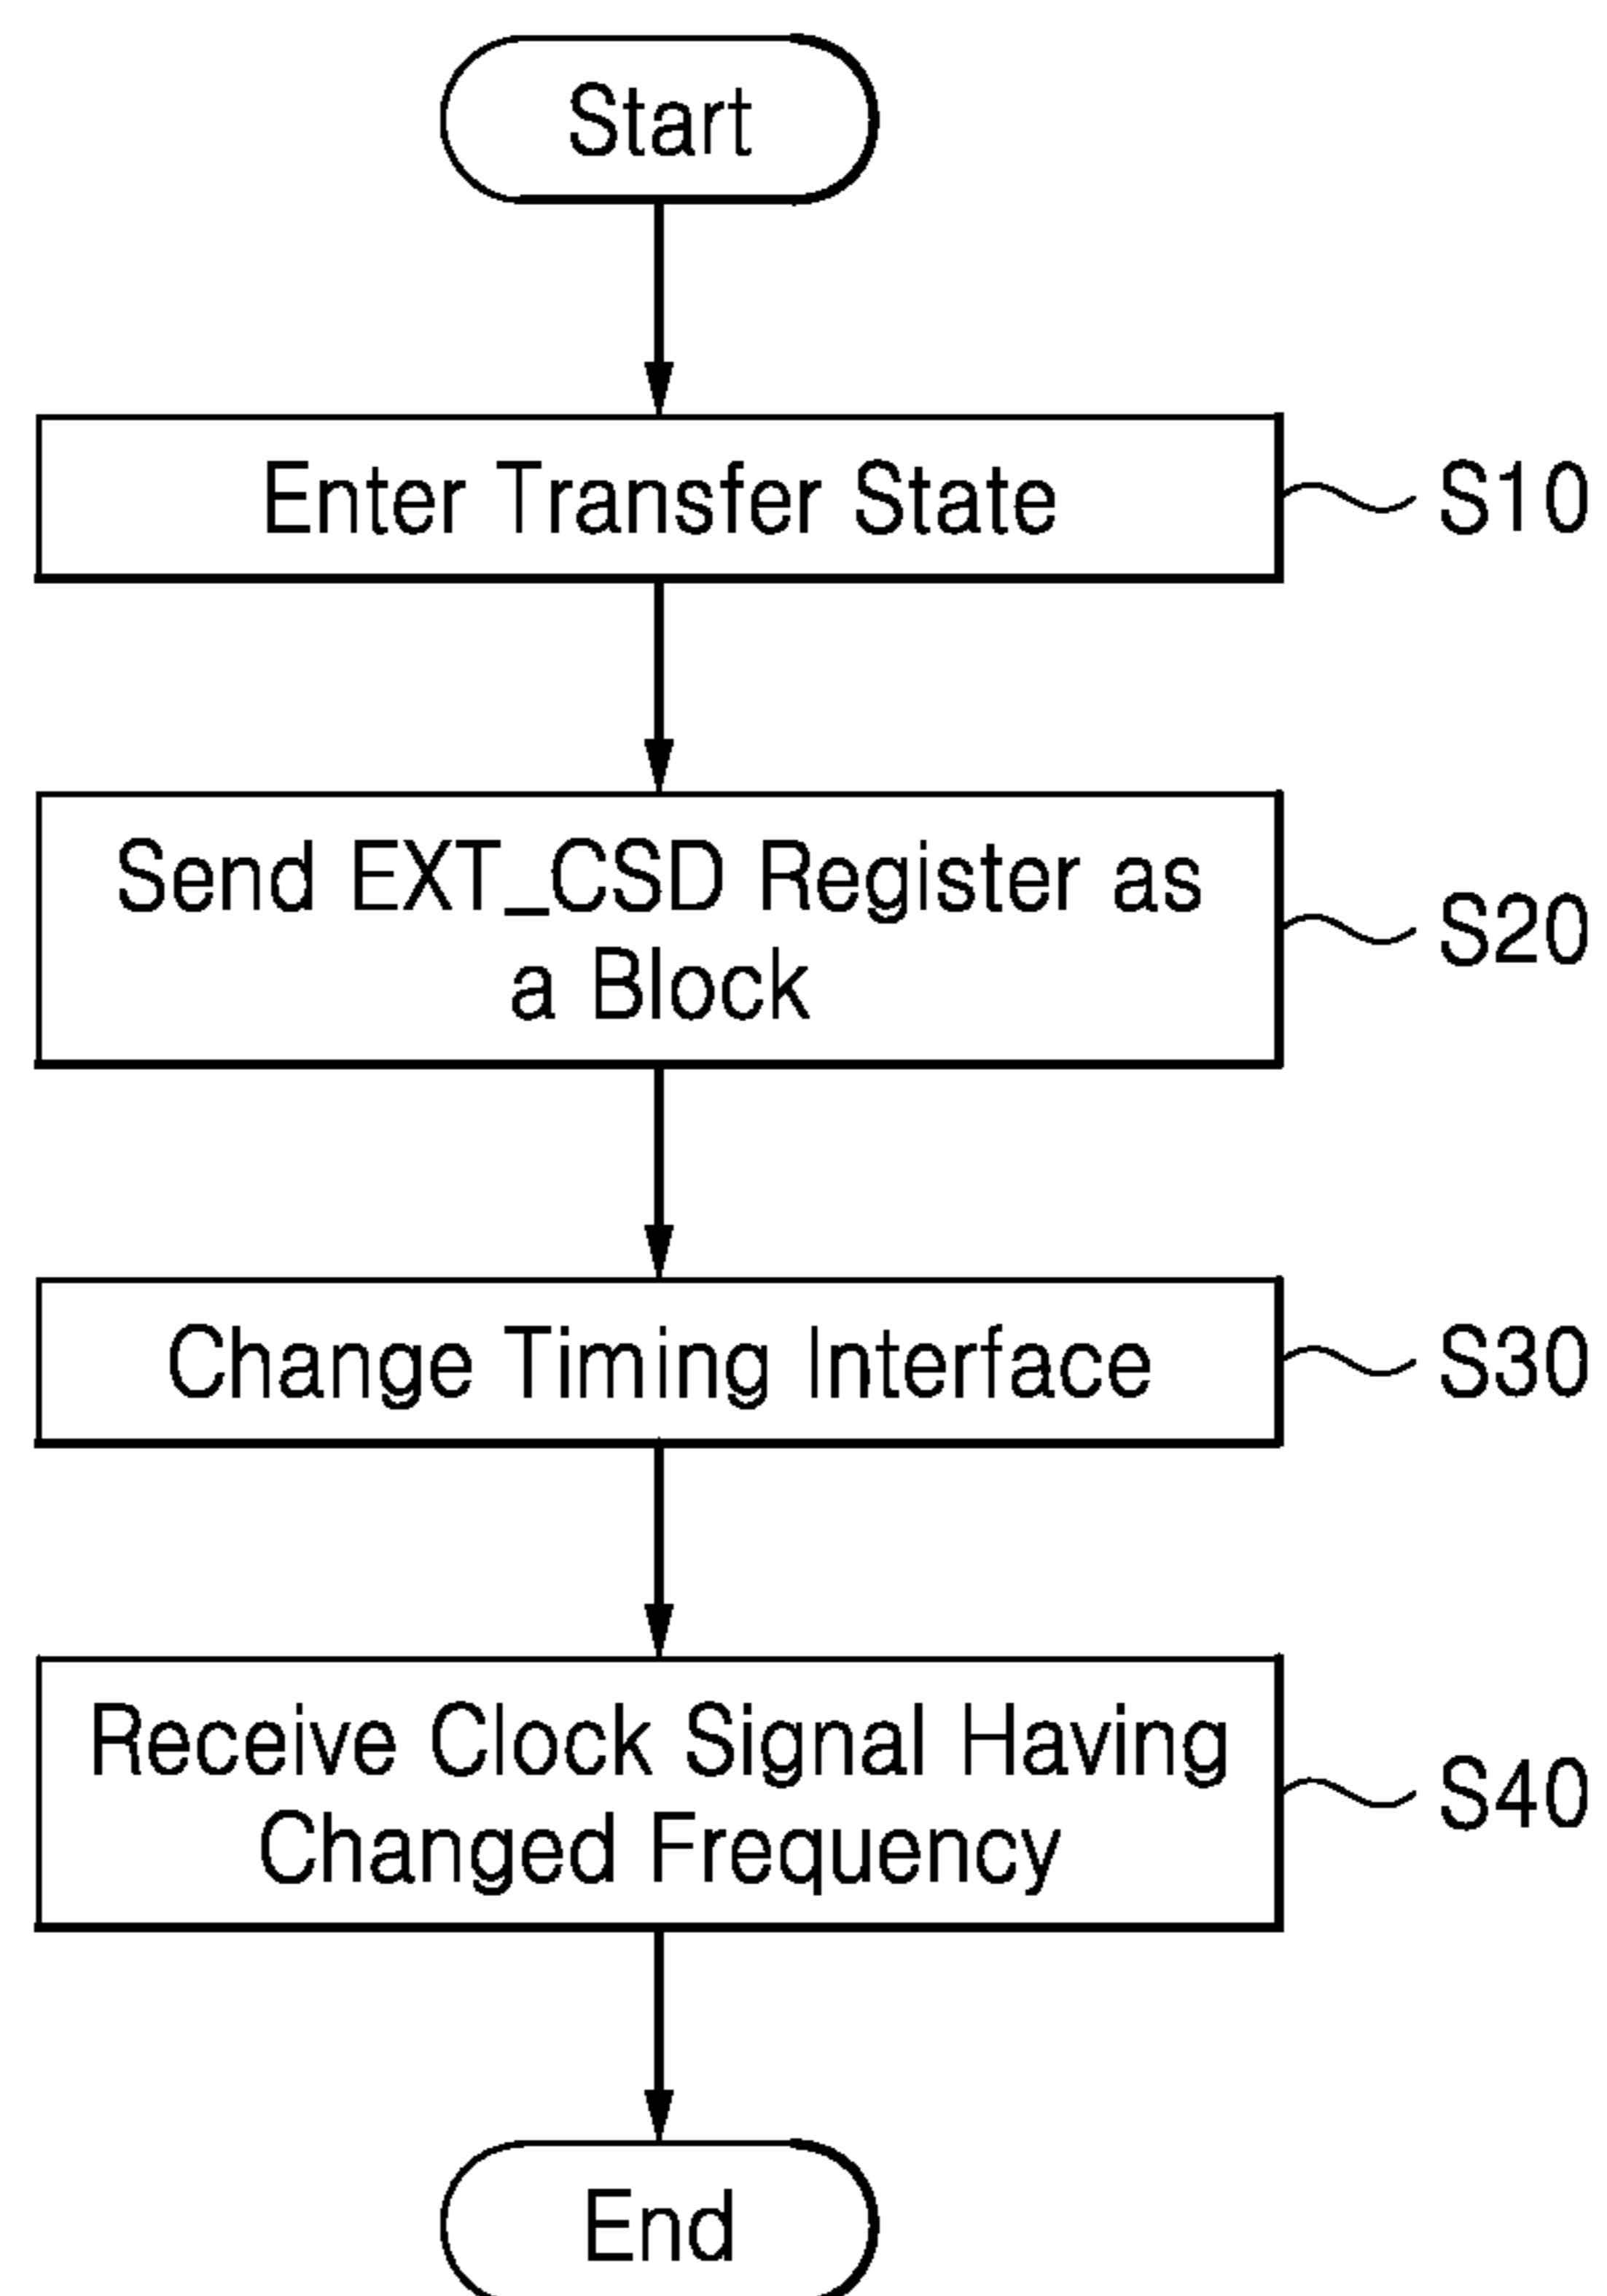 Start
Enter Transfer State
S10
Send EXT_CSD Register as
a Block
S20
Change Timing Interface
S30
Receive Clock Signal Having
Changed Frequency
S40
End